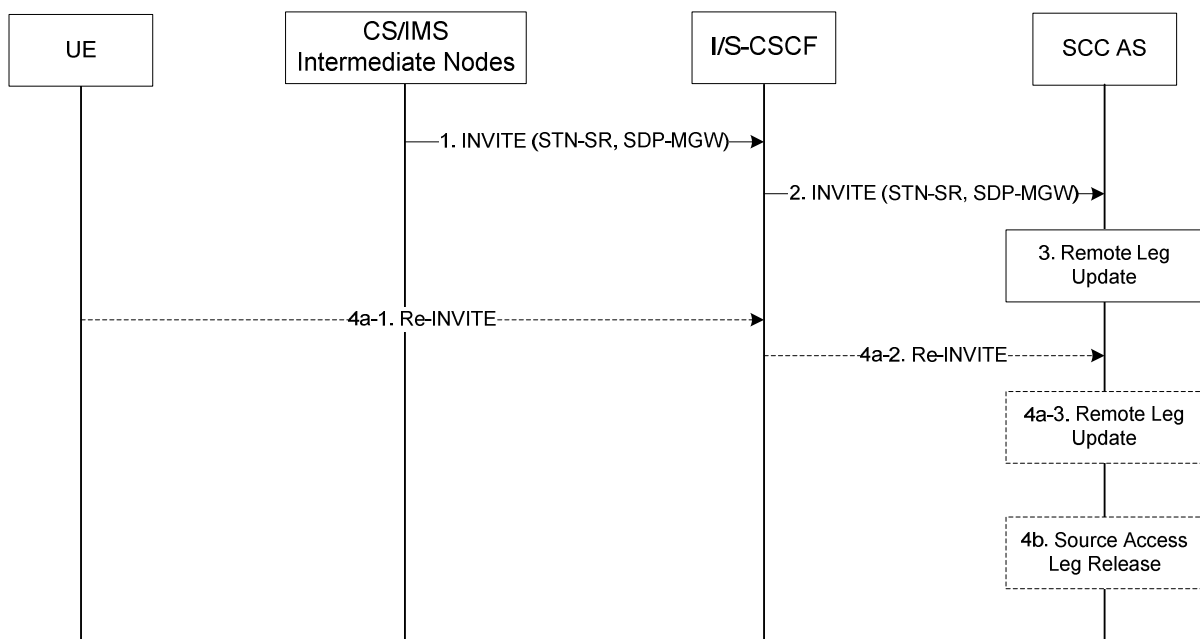 UE
CS/IMS
Intermediate Nodes
I/S-CSCF
SCC AS
1. INVITE (STN-SR, SDP-MGW)
2. INVITE (STN-SR, SDP-MGW)
3. Remote Leg
Update
4a-1. Re-INVITE
4a-2. Re-INVITE
4a-3. Remote Leg
Update
4b. Source Access
Leg Release